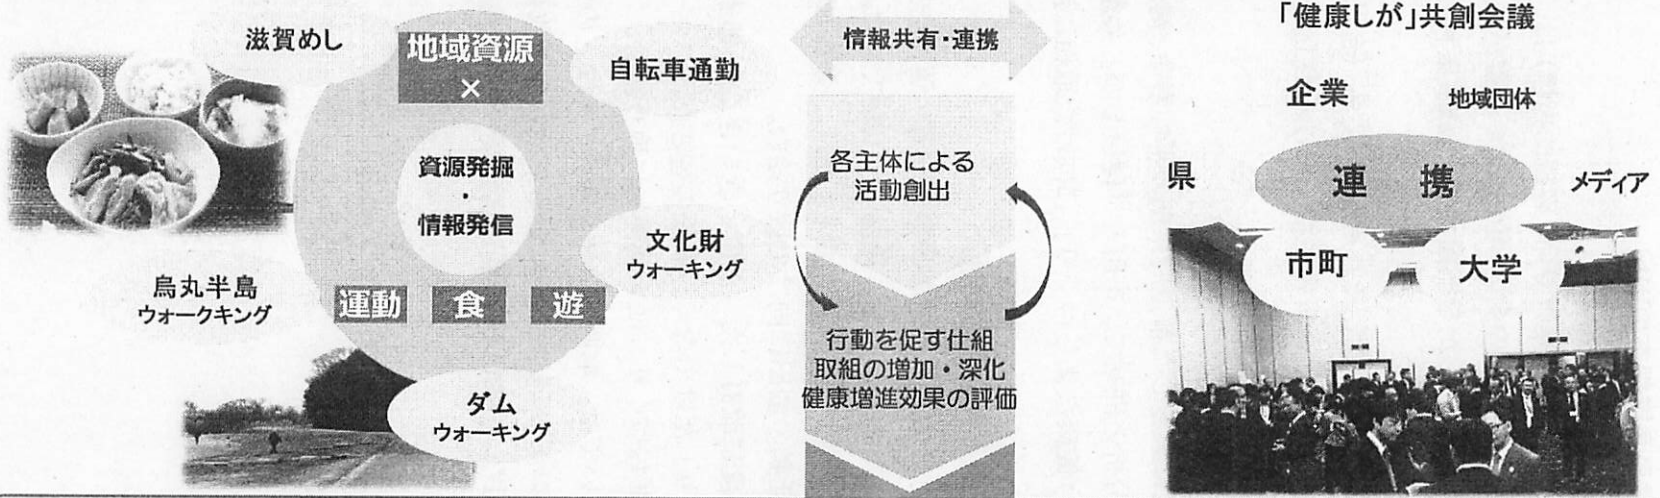 滋賀めし
地域資源
×
自転車通勤
資源発掘
・
情報発信
文化財
ウォーキング
烏丸半島
ウォークキング
運動
食
遊
ダム
ウォーキング
情報共有・連携
各主体による
活動創出
行動を促す仕組
取組の増加・深化
健康増進効果の評価
「健康しが」共創会議
企業
地域団体
県
連 携
メディア
市町
大学